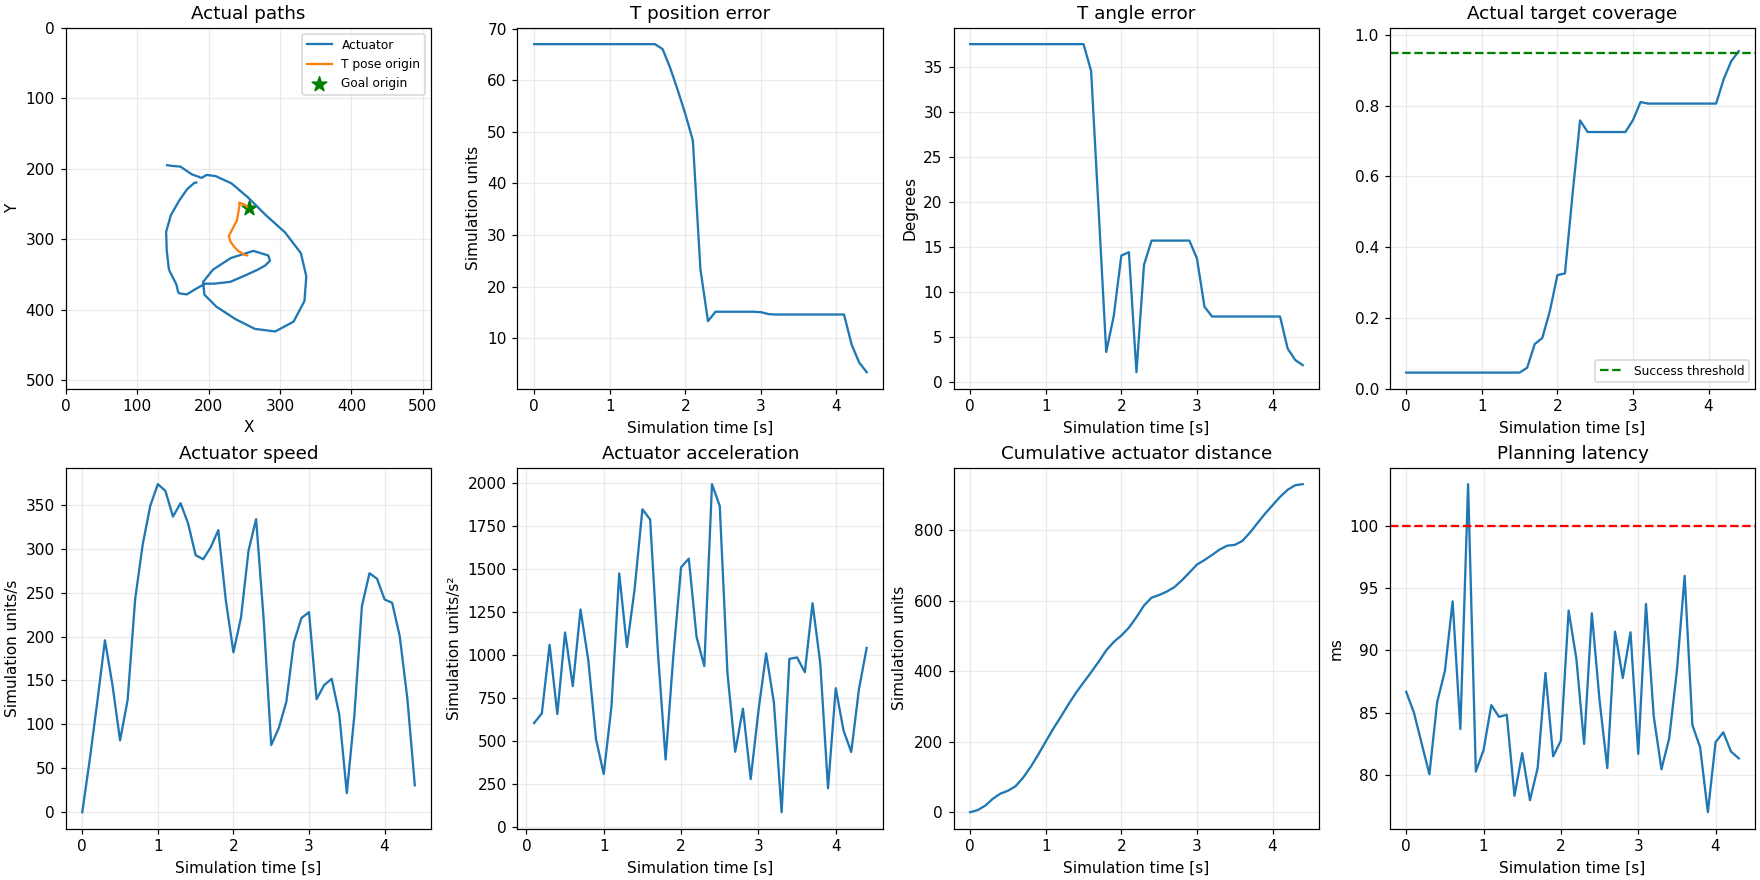 Actual paths
Y
0
100
200
300
400
500
0 100 200 300 400 500
X
Actuator
T pose origin
Goal origin
T position error
Simulation units
70
60
50
40
30
20
10
0 1 2 3 4
Simulation time [s]
T angle error
Degrees
35
30
25
20
15
10
5
0
0 1 2 3 4
Simulation time [s]
Actual target coverage
1.0
0.8
0.6
0.4
0.2
0.0
0 1 2 3 4
Simulation time [s]
Success threshold
Actuator speed
Simulation units/s
350
300
250
200
150
100
50
0
0 1 2 3 4
Simulation time [s]
Actuator acceleration
Simulation units/s²
2000
1750
1500
1250
1000
750
500
250
0
0 1 2 3 4
Simulation time [s]
Cumulative actuator distance
Simulation units
800
600
400
200
0
0 1 2 3 4
Simulation time [s]
Planning latency
ms
100
95
90
85
80
0 1 2 3 4
Simulation time [s]